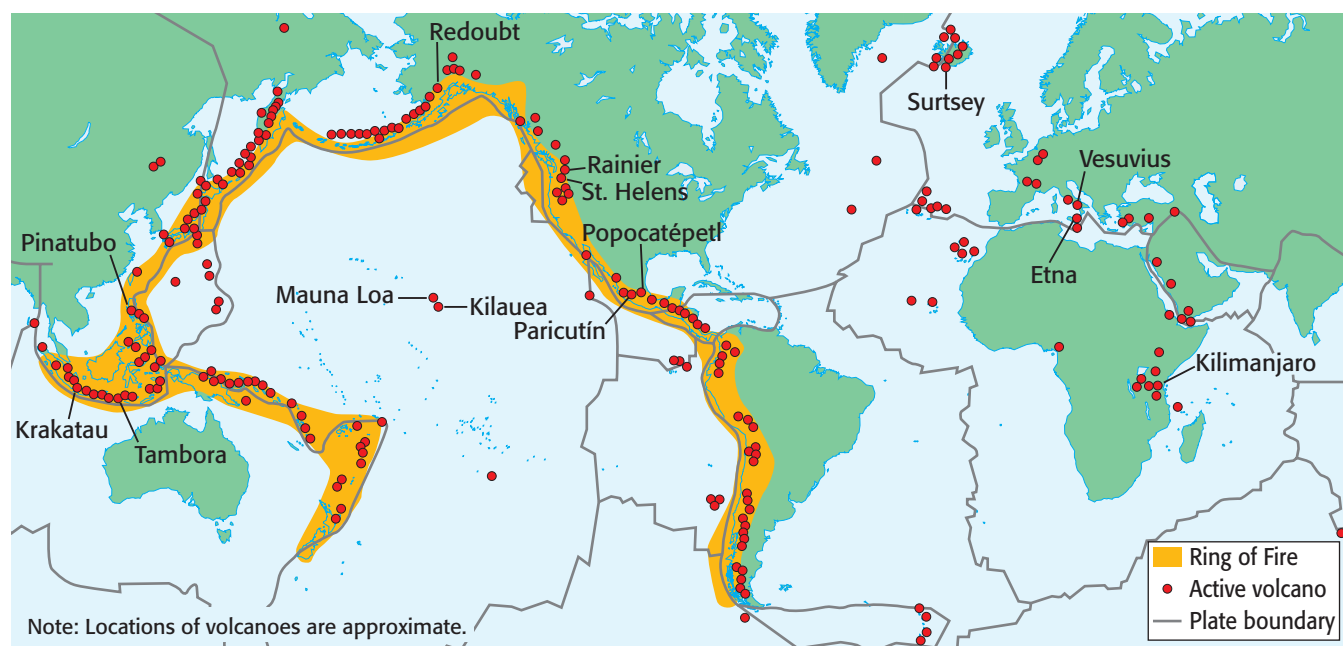 Redoubt
Surtsey
Rainier
St. Helens
Vesuvius
Pinatubo
Popocatépetl
Etna
Mauna Loa
Kilauea
Paricutín
Kilimanjaro
Krakatau
Tambora
Ring of Fire
Active volcano
Plate boundary
Note: Locations of volcanoes are approximate.